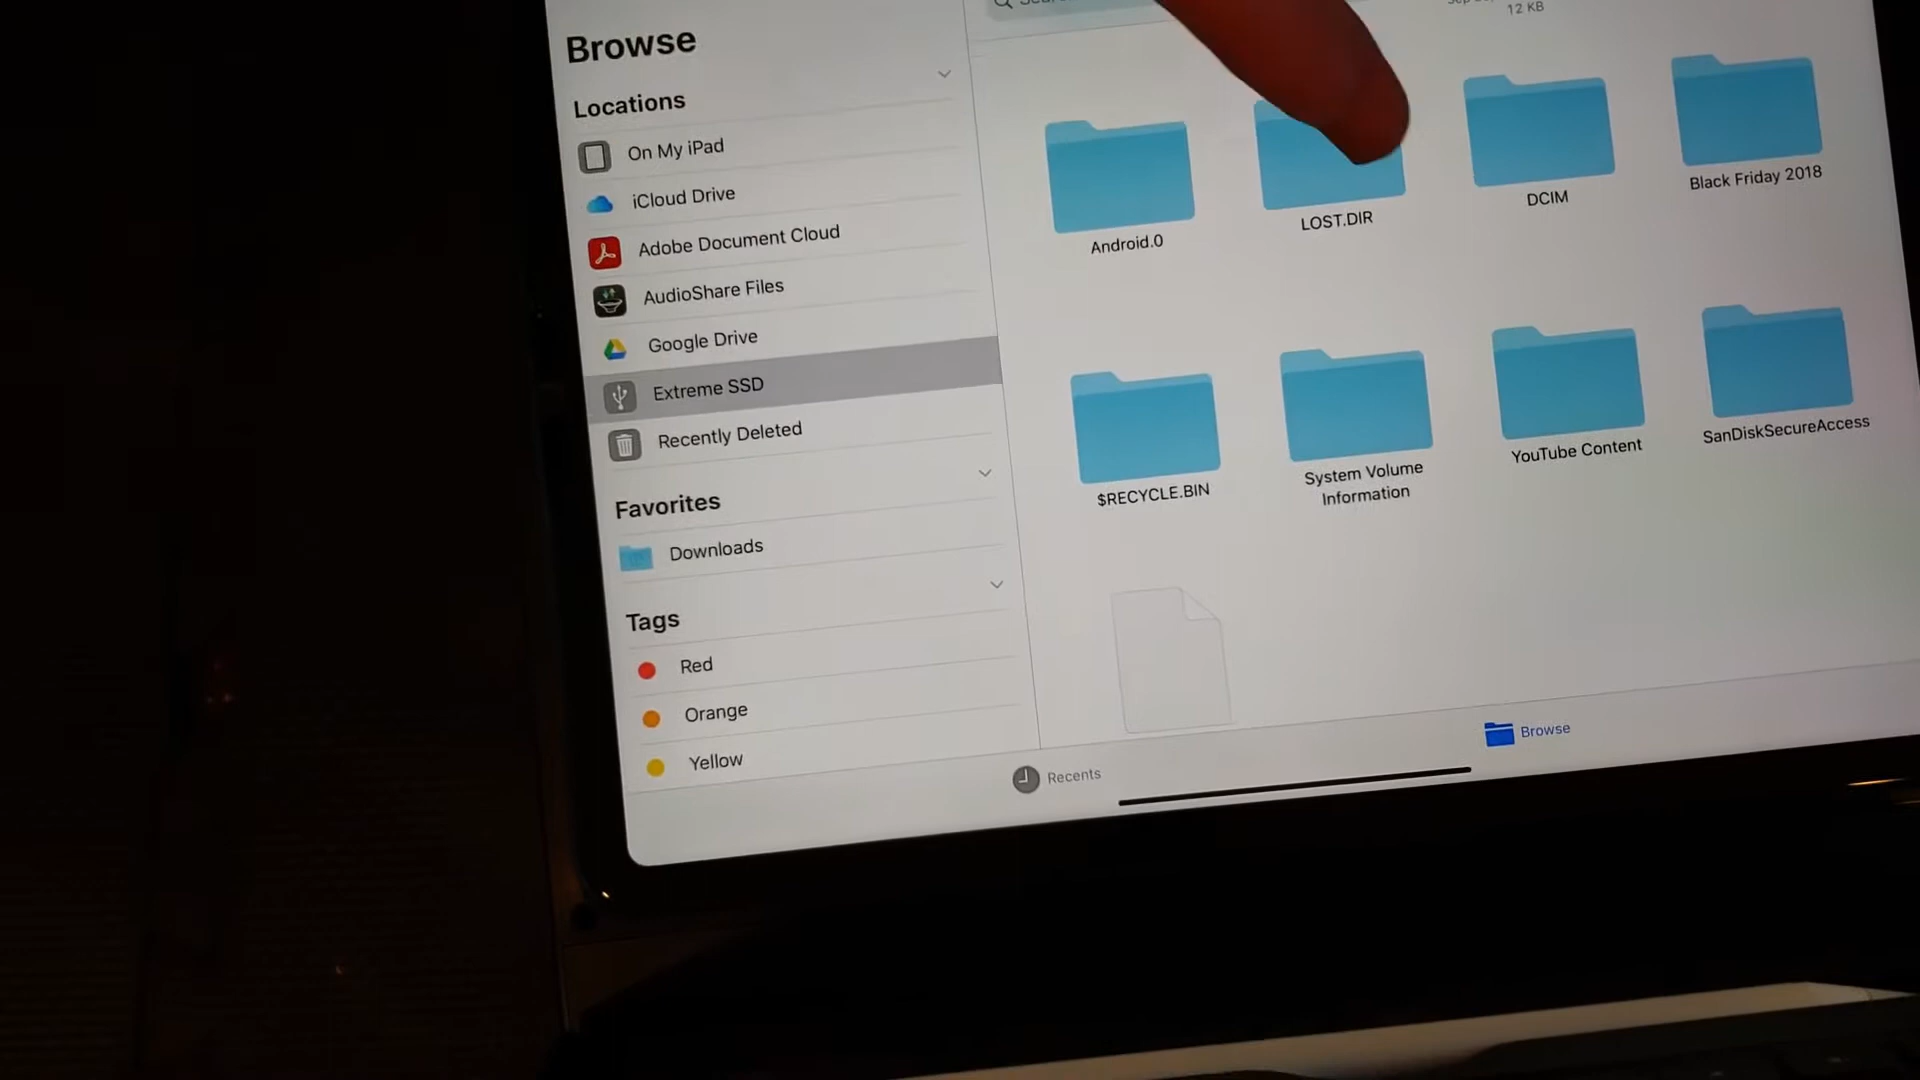 Browse
Locations
On My iPad
iCloud Drive
Adobe Document Cloud
AudioShare Files
Google Drive
Extreme SSD
Recently Deleted
Favorites
Downloads
Tags
Red
Orange
Yellow
12 KB
Android.0
LOST.DIR
DCIM
Black Friday 2018
$RECYCLE.BIN
System Volume
Information
YouTube Content
SanDiskSecureAccess
Recents
Browse